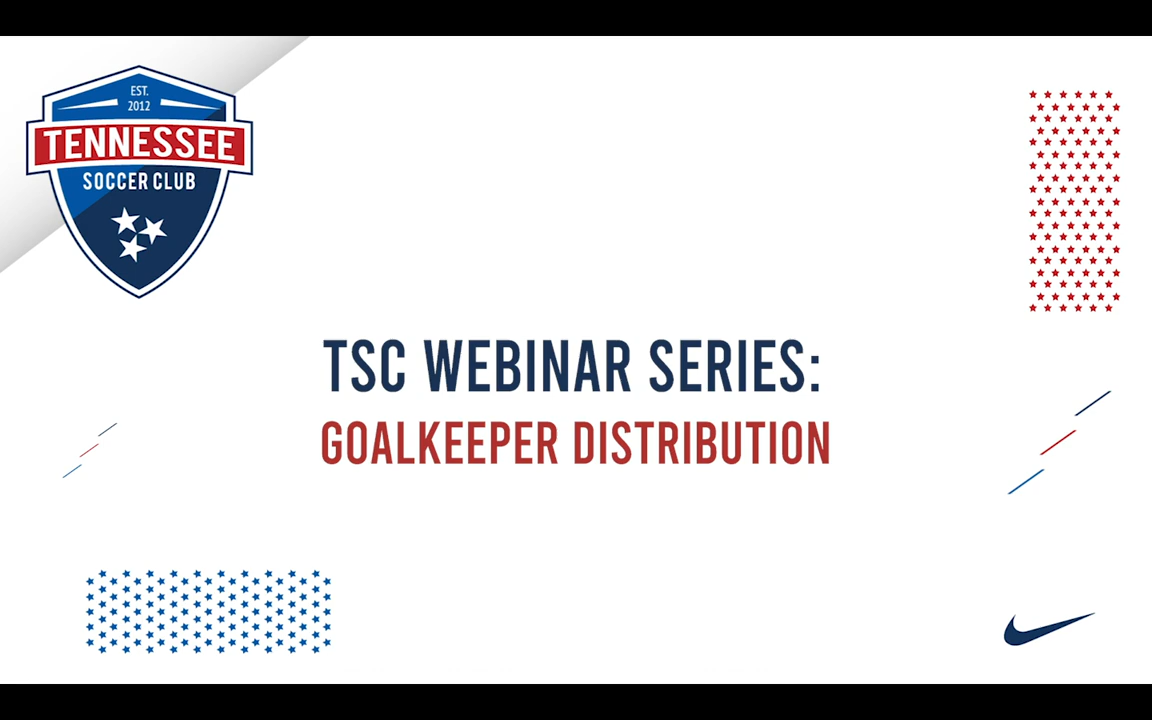 EST.
2012
TENNESSEE
SOCCER CLUB
TSC WEBINAR SERIES:
GOALKEEPER DISTRIBUTION